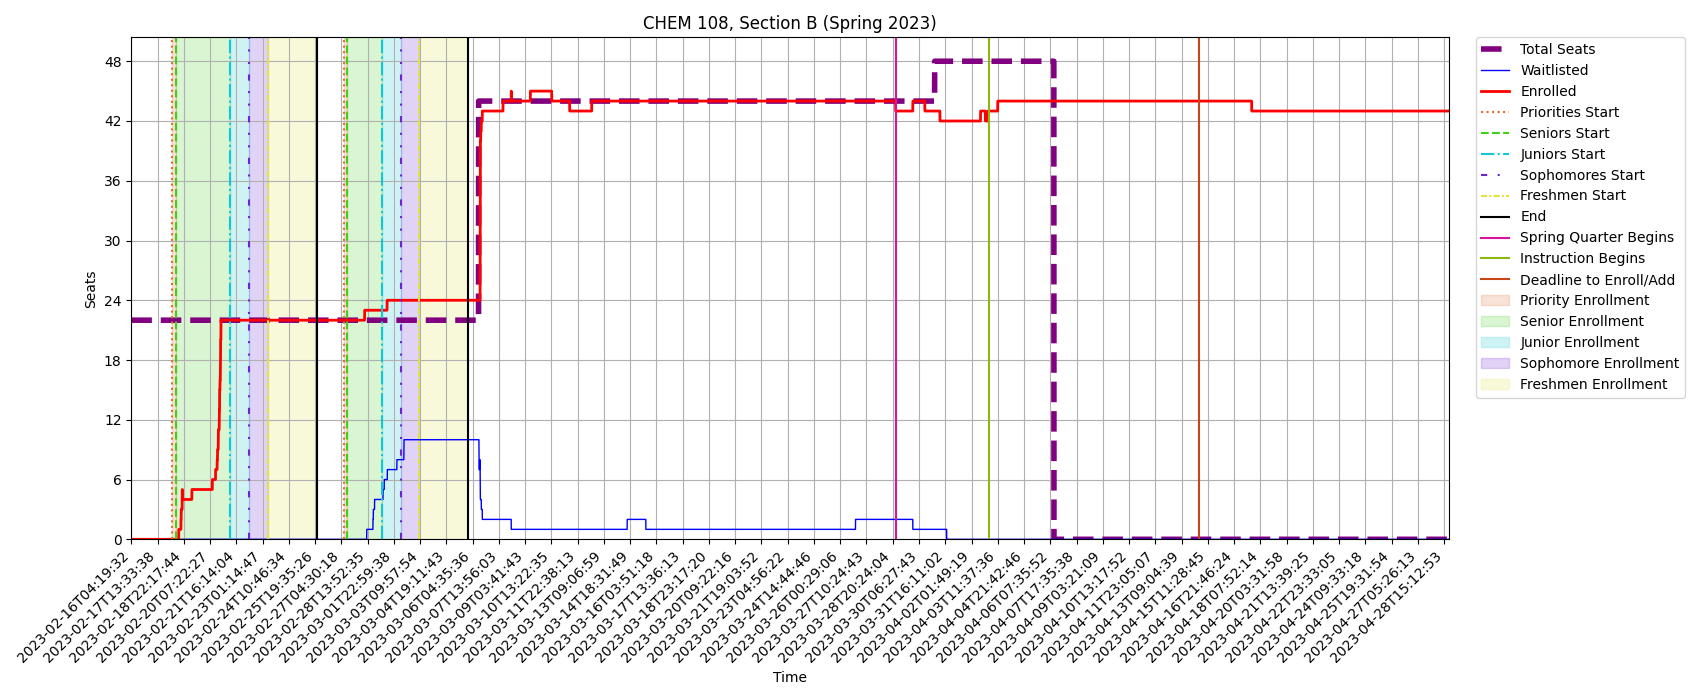 CHEM 108, Section B (Spring 2023)
Seats
48
42
36
30
24
18
12
6
0
2023-02-16T04:19:32
2023-02-17T13:33:38
2023-02-18T22:17:44
2023-02-20T07:22:27
2023-02-21T16:14:04
2023-02-23T01:14:47
2023-02-24T10:46:34
2023-02-25T19:35:26
2023-02-27T04:30:18
2023-02-28T13:52:35
2023-03-01T22:59:38
2023-03-03T09:57:54
2023-03-04T19:11:43
2023-03-06T04:35:36
2023-03-07T13:56:03
2023-03-09T03:41:43
2023-03-10T13:22:35
2023-03-11T22:38:13
2023-03-13T09:06:59
2023-03-14T18:31:49
2023-03-16T03:51:18
2023-03-17T13:36:13
2023-03-18T23:17:20
2023-03-20T09:22:16
2023-03-21T19:03:52
2023-03-23T04:56:22
2023-03-24T14:44:46
2023-03-26T00:29:06
2023-03-27T10:24:43
2023-03-28T20:24:04
2023-03-30T06:27:43
2023-03-31T16:11:02
2023-04-02T01:49:19
2023-04-03T11:37:36
2023-04-04T21:42:46
2023-04-06T07:35:52
2023-04-07T17:35:38
2023-04-09T03:21:09
2023-04-10T13:17:52
2023-04-11T23:05:07
2023-04-13T09:04:39
2023-04-15T11:28:45
2023-04-16T21:46:24
2023-04-18T07:52:14
2023-04-20T03:31:58
2023-04-21T13:39:25
2023-04-22T23:33:05
2023-04-24T09:33:18
2023-04-25T19:31:54
2023-04-27T05:26:13
2023-04-28T15:12:53
Time
Total Seats
Waitlisted
Enrolled
Priorities Start
Seniors Start
Juniors Start
Sophomores Start
Freshmen Start
End
Spring Quarter Begins
Instruction Begins
Deadline to Enroll/Add
Priority Enrollment
Senior Enrollment
Junior Enrollment
Sophomore Enrollment
Freshmen Enrollment